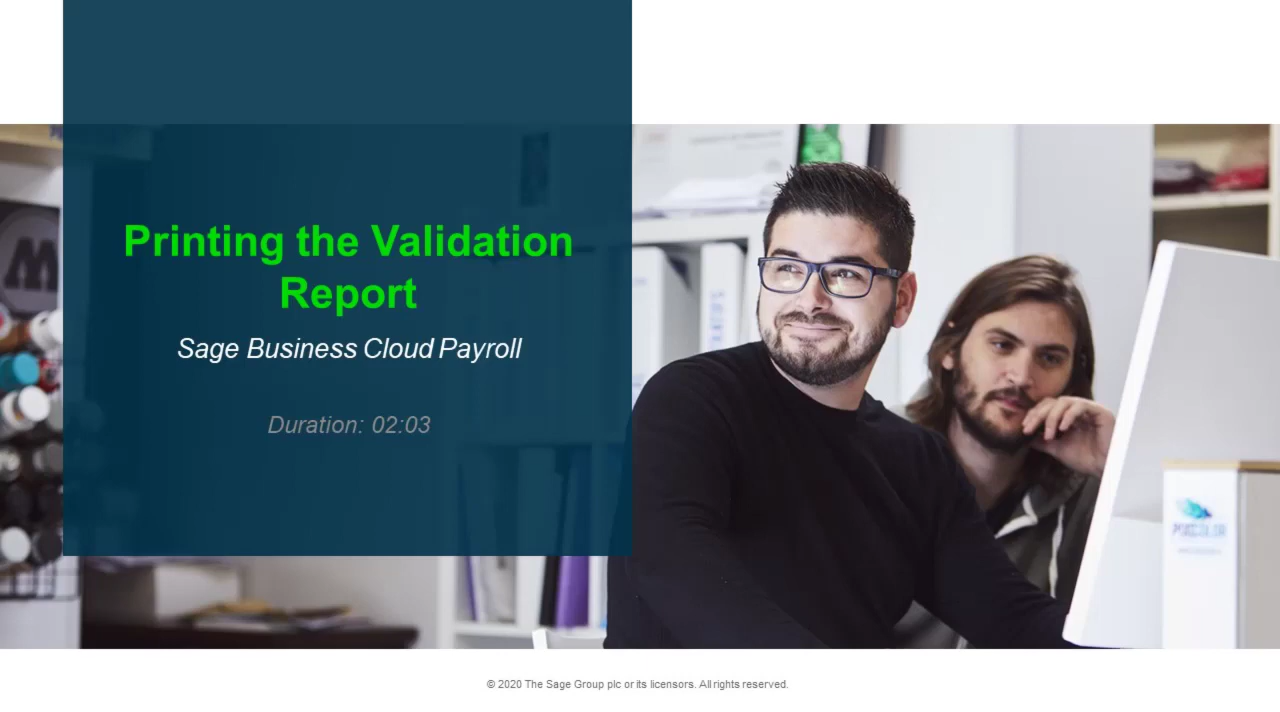 Printing the Validation
Report
Sage Business Cloud Payroll
Duration: 02:03
© 2020 The Sage Group plc or its licensors. All rights reserved.